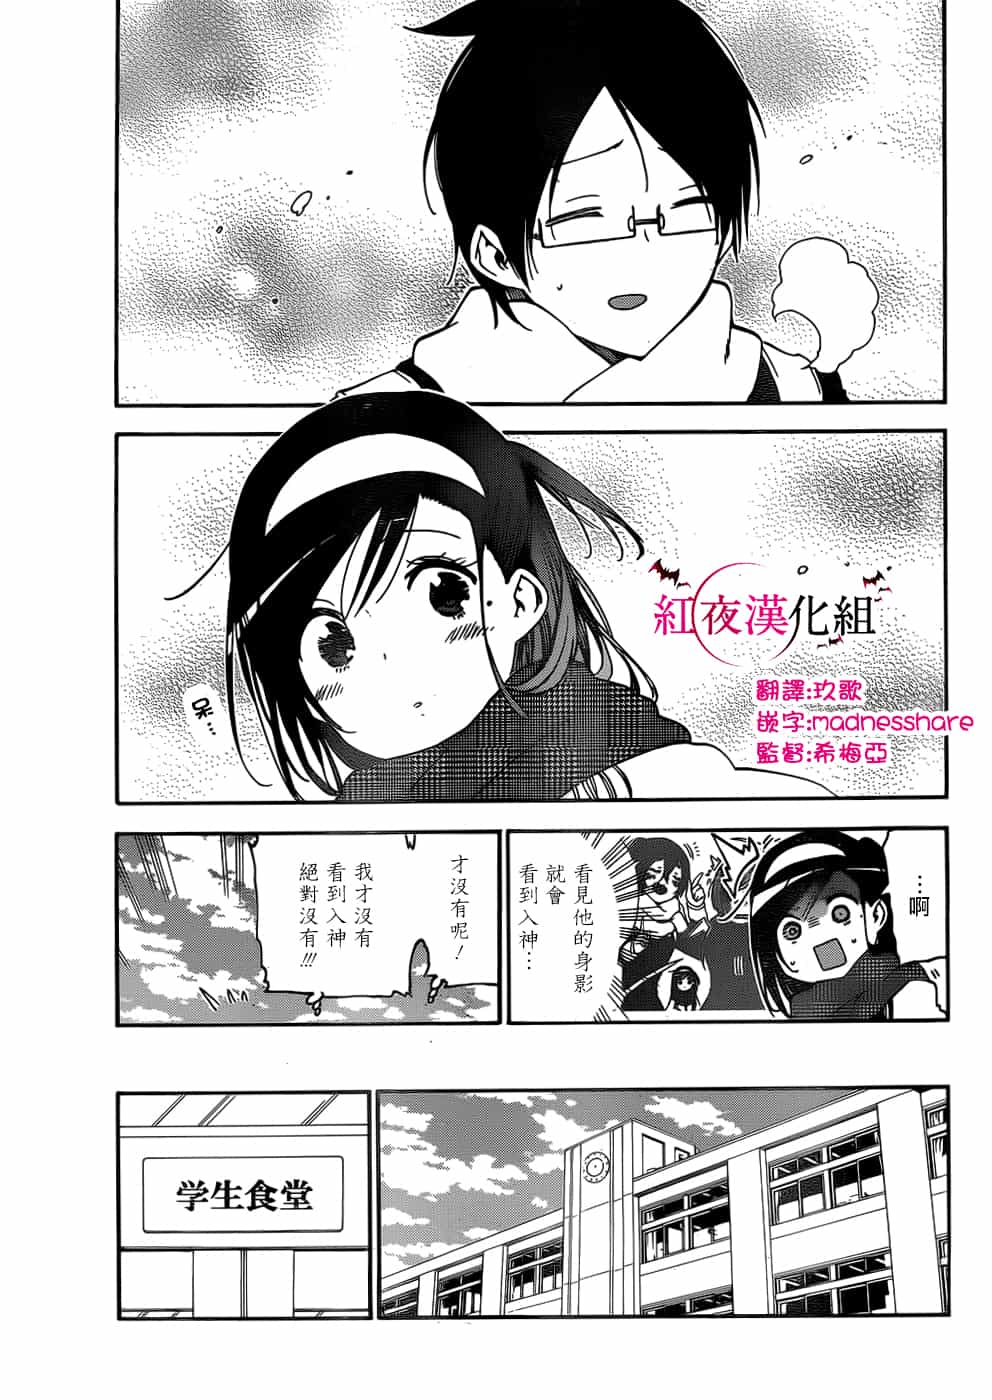 紅夜漢化組
翻譯:玖歌
嵌字:madnesshare
監督:希梅亞
呆…
…啊
看見他的身影
就會
看到入神…
才沒有呢!
我才沒有
看到入神
絕對沒有!!!
学生食堂